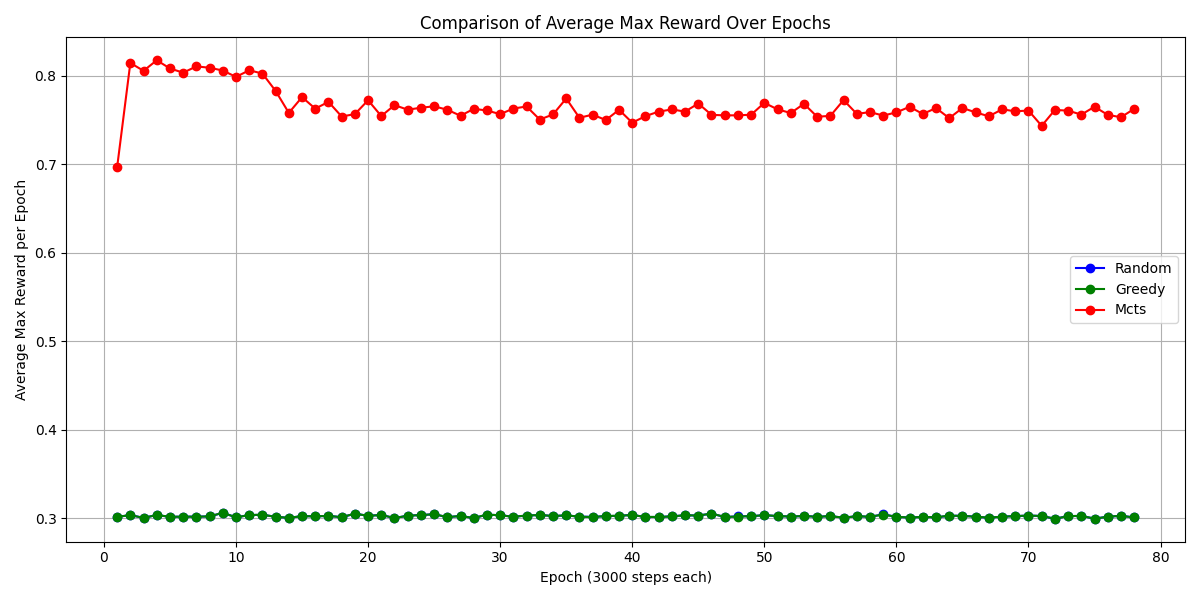 Comparison of Average Max Reward Over Epochs
Average Max Reward per Epoch
0.8
0.7
0.6
0.5
0.4
0.3
Random
Greedy
Mcts
0 10 20 30 40 50 60 70 80
Epoch (3000 steps each)